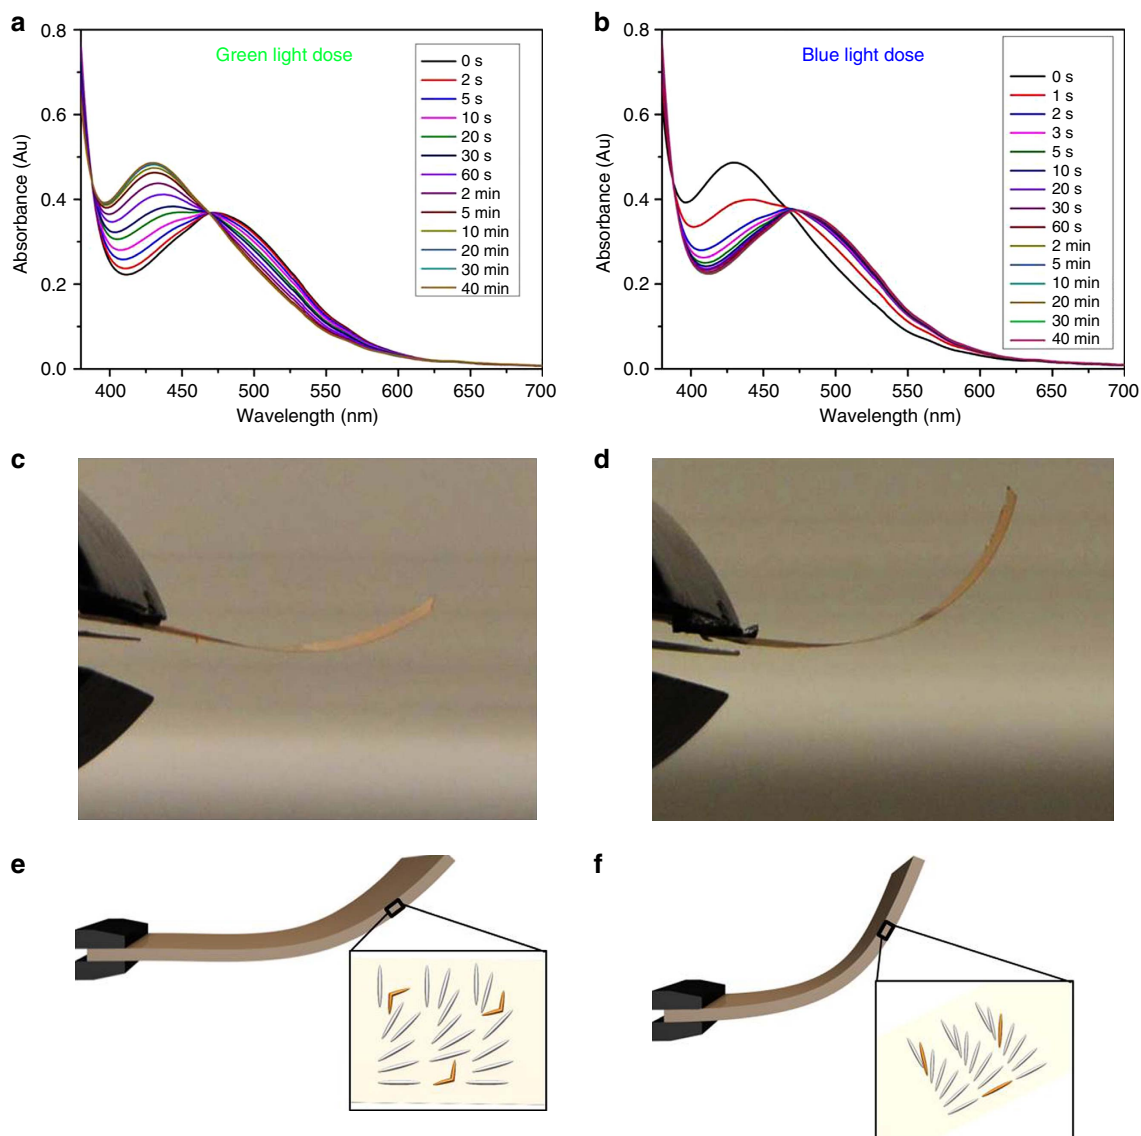 a
Green light dose
0.8
0.6
0.4
0.2
0.0
Absorbance (Au)
400
450
500
550
600
650
700
Wavelength (nm)
0 s
2 s
5 s
10 s
20 s
30 s
60 s
2 min
5 min
10 min
20 min
30 min
40 min
b
Blue light dose
0.8
0.6
0.4
0.2
0.0
Absorbance (Au)
400
450
500
550
600
650
700
Wavelength (nm)
0 s
1 s
2 s
3 s
5 s
10 s
20 s
30 s
60 s
2 min
5 min
10 min
20 min
30 min
40 min
c
d
e
f